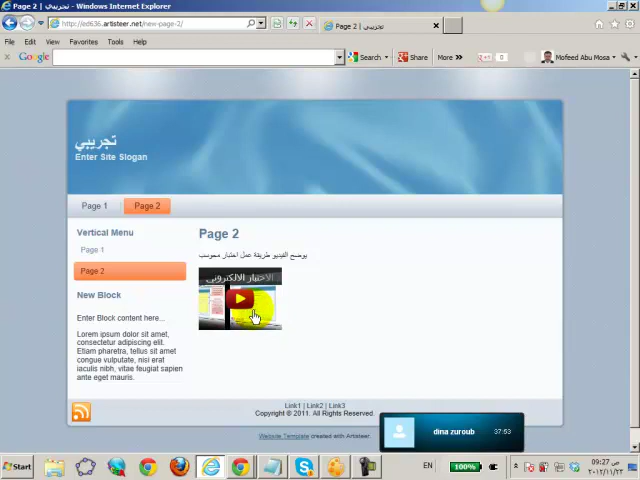 Page 2 | تجريبي - Windows Internet Explorer
http://ed636.artisteer.net/new-page-2/
Page 2 | تجريبي
File Edit View Favorites Tools Help
Google
Search
Share
More »
Mofeed Abu Mosa
تجريبي
Enter Site Slogan
Page 1
Page 2
Vertical Menu
Page 1
Page 2
New Block
Enter Block content here...
Lorem ipsum dolor sit amet,
consectetur adipiscing elit.
Etiam pharetra, tellus sit amet
congue vulputate, nisi erat
iaculis nibh, vitae feugiat sapien
ante eget mauris.
Page 2
يوضح الفيديو طريقة عمل اختبار محوسب
الاختبار الالكتروني
Link1 | Link2 | Link3
Copyright © 2011. All Rights Reserved.
Website Template created with Artisteer.
dina zuroub 37:53
Start
EN
100%
09:27 ص
٢٠١٢/١١/٢٢